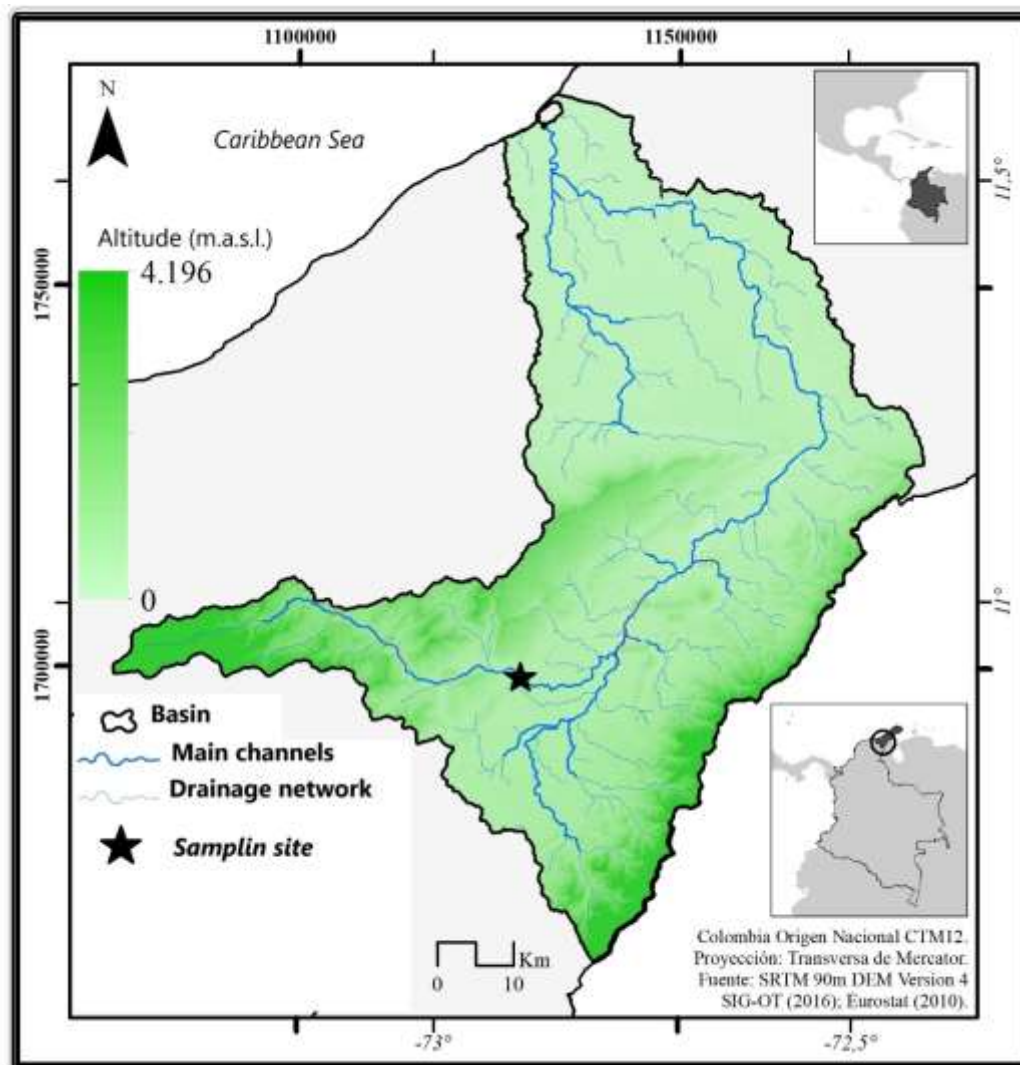 1100000
1150000
N
Caribbean Sea
11,5°
Altitude (m.a.s.l.)
4.196
1750000
0
11°
1700000
Basin
Main channels
Drainage network
Samplin site
Km
0
10
Colombia Origen Nacional CTM12.
Proyección: Transversa de Mercator.
Fuente: SRTM 90m DEM Version 4
SIG-OT (2016); Eurostat (2010).
-73°
-72,5°